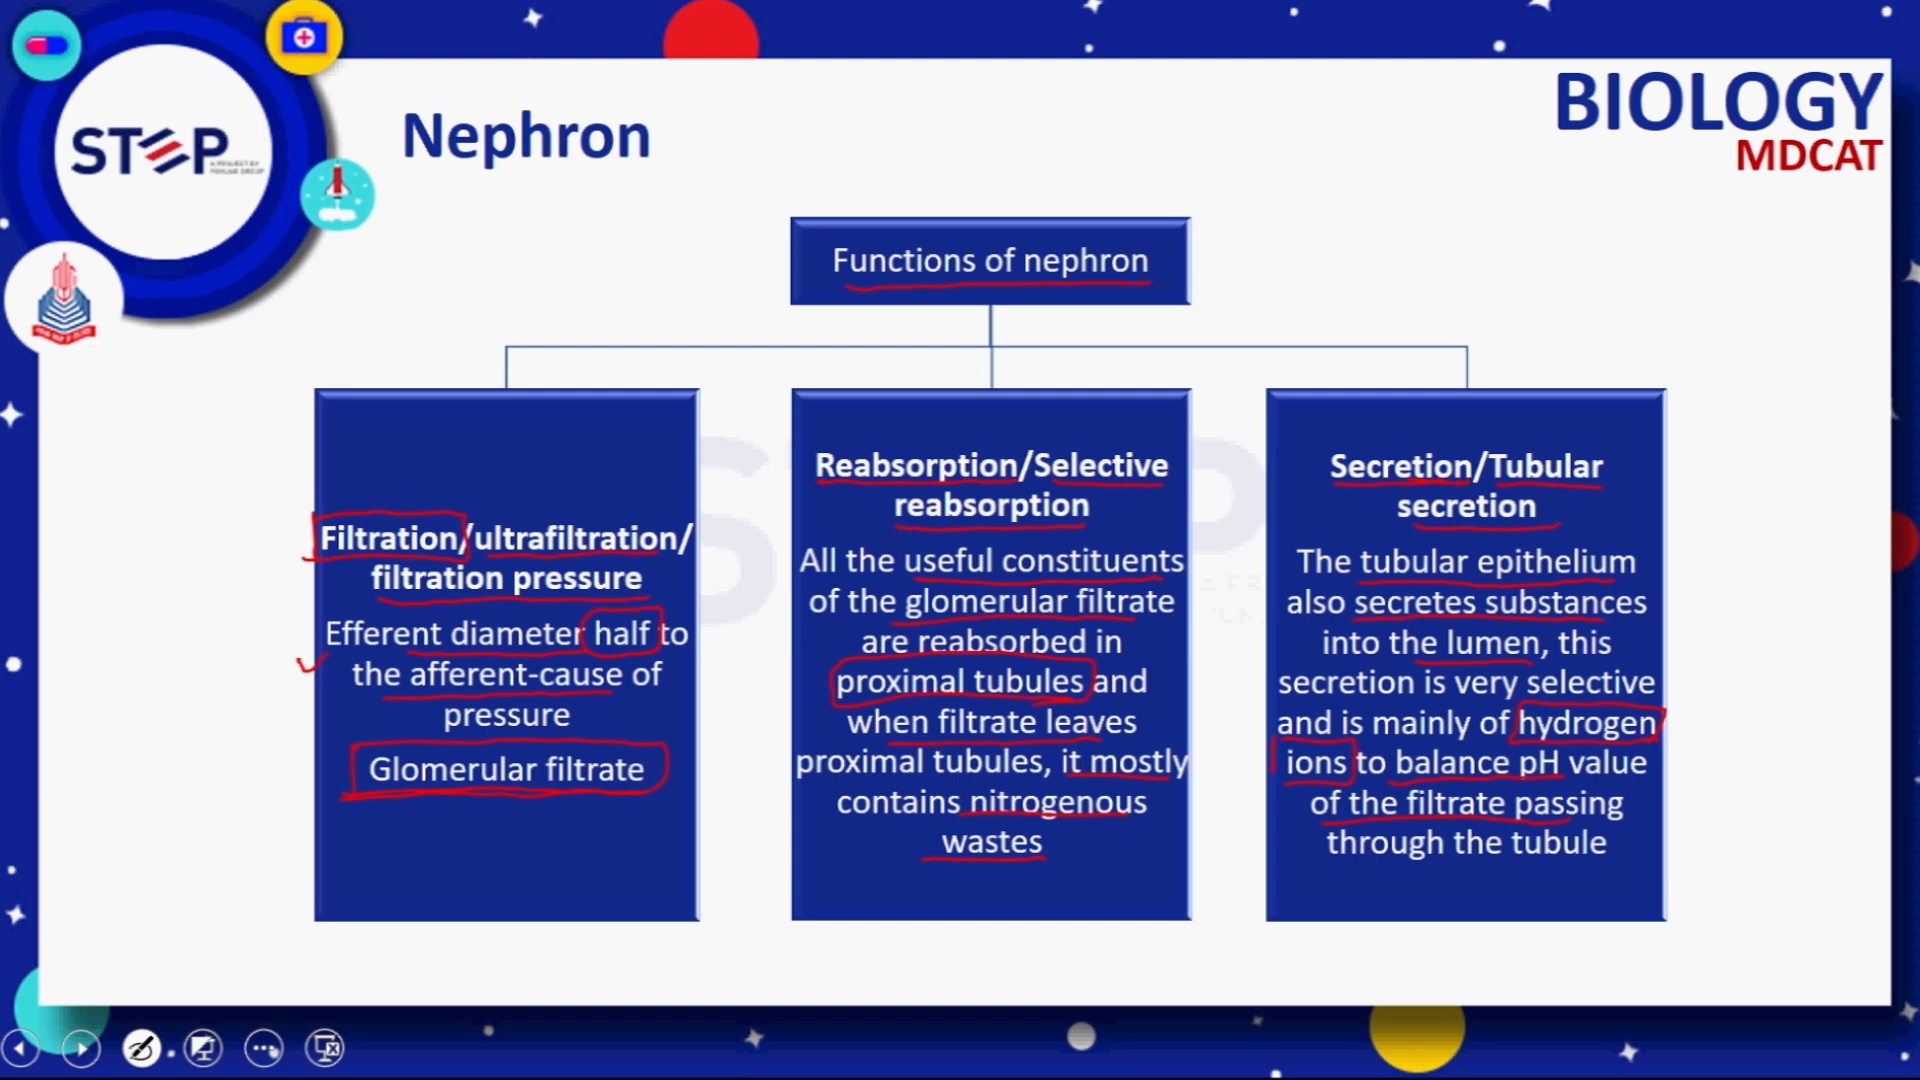 STEP
A PROJECT BY
PUNJAB GROUP
Nephron
BIOLOGY
MDCAT
Functions of nephron
Filtration/ultrafiltration/
filtration pressure
Efferent diameter half to
the afferent-cause of
pressure
Glomerular filtrate
Reabsorption/Selective
reabsorption
All the useful constituents
of the glomerular filtrate
are reabsorbed in
proximal tubules and
when filtrate leaves
proximal tubules, it mostly
contains nitrogenous
wastes
Secretion/Tubular
secretion
The tubular epithelium
also secretes substances
into the lumen, this
secretion is very selective
and is mainly of hydrogen
ions to balance pH value
of the filtrate passing
through the tubule